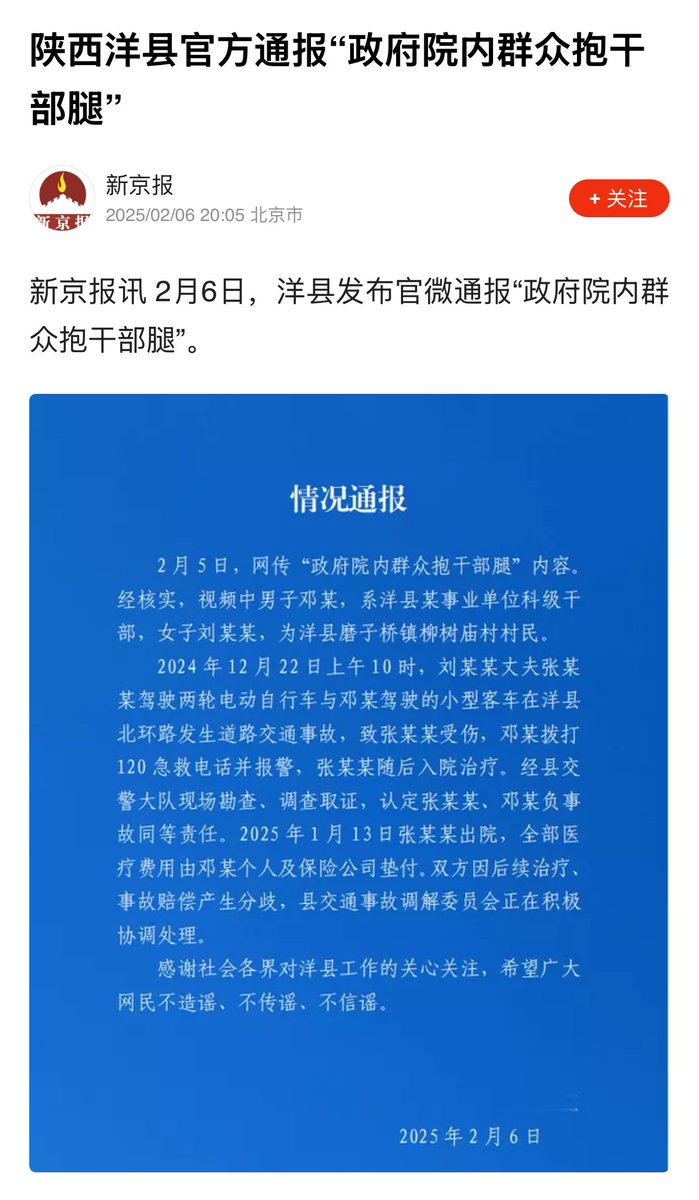 陕西洋县官方通报“政府院内群众抱干
部腿”
新京报
2025/02/06 20:05 北京市
+ 关注
新京报
新京报讯 2月6日，洋县发布官微通报“政府院内群
众抱干部腿”。
情况通报
2月5日，网传“政府院内群众抱干部腿”内容。
经核实，视频中男子邓某，系洋县某事业单位科级干
部，女子刘某某，为洋县磨子桥镇柳树庙村村民。
2024年12月22日上午10时，刘某某丈夫张某
某驾驶两轮电动自行车与邓某驾驶的小型客车在洋县
北环路发生道路交通事故，致张某某受伤，邓某拨打
120急救电话并报警，张某某随后入院治疗。经县交
警大队现场勘查、调查取证，认定张某某、邓某负事
故同等责任。2025年1月13日张某某出院，全部医
疗费用由邓某个人及保险公司垫付。双方因后续治疗、
事故赔偿产生分歧，县交通事故调解委员会正在积极
协调处理。
感谢社会各界对洋县工作的关心关注，希望广大
网民不造谣、不传谣、不信谣。
2025年2月6日